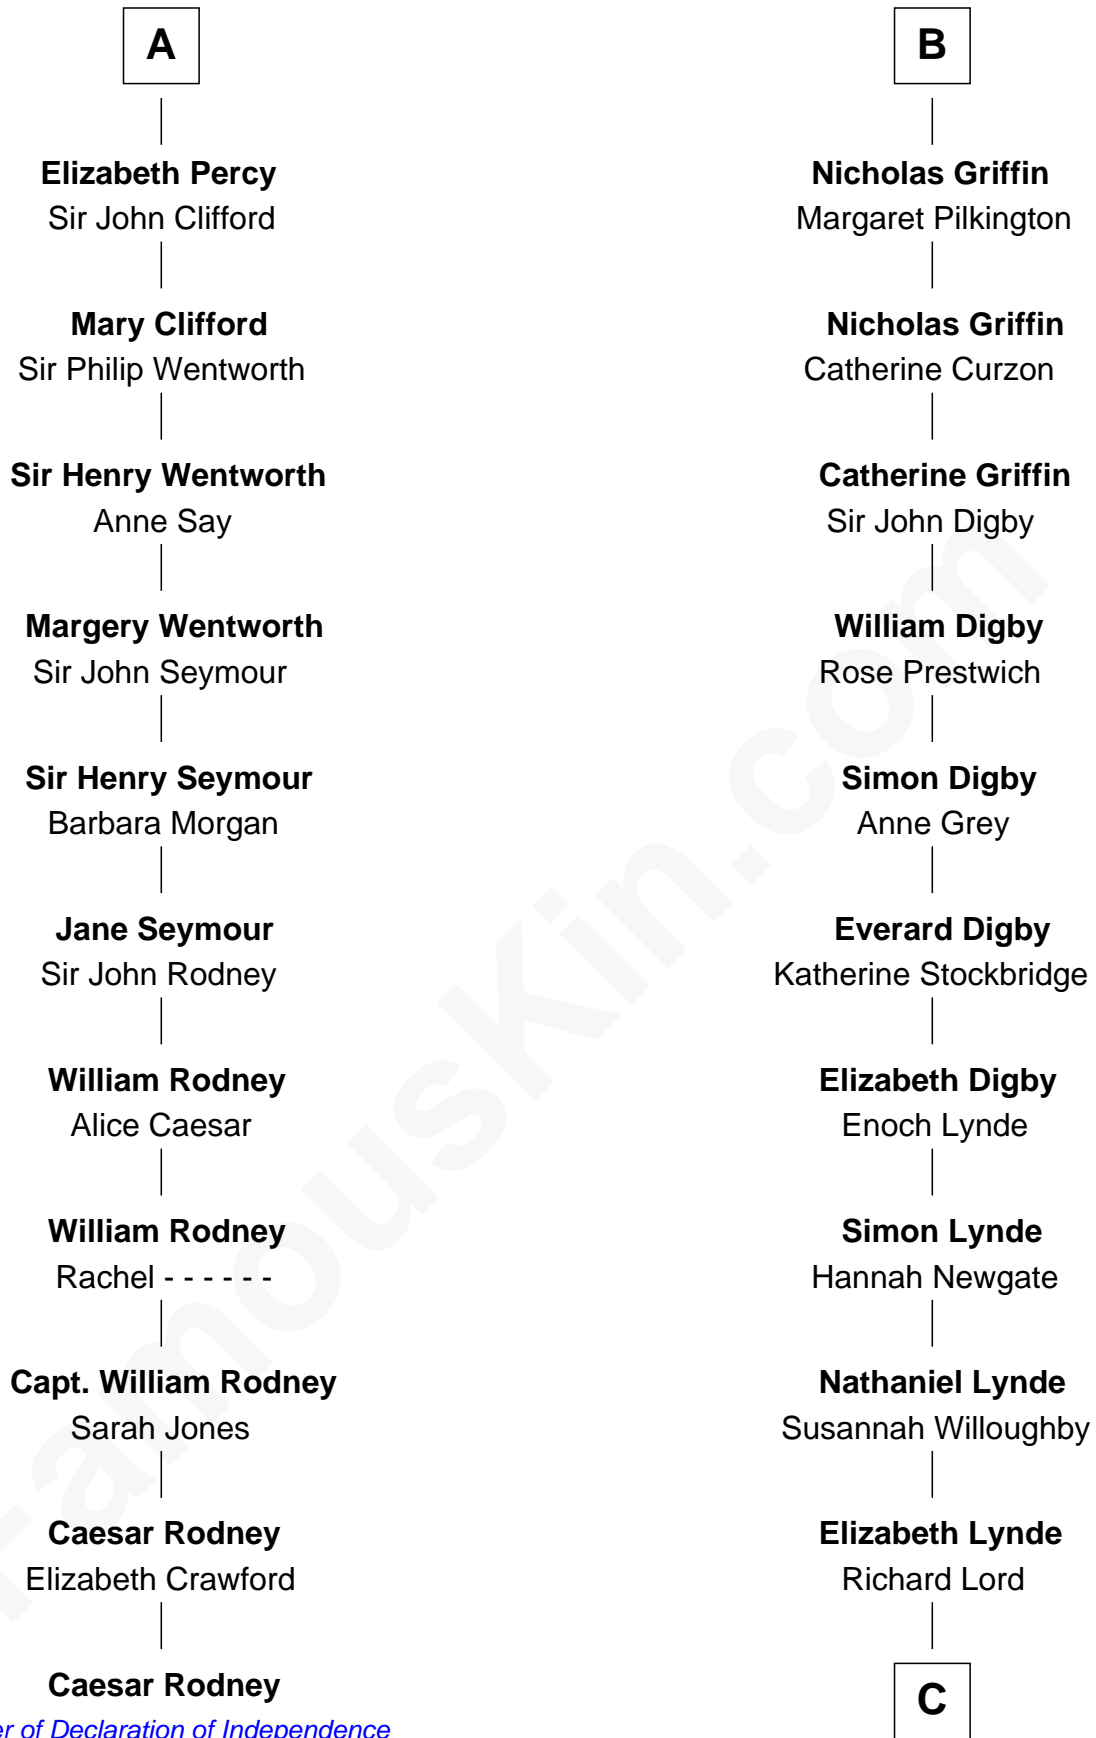 A
Elizabeth Percy
Sir John Clifford
Mary Clifford
Sir Philip Wentworth
Sir Henry Wentworth
Anne Say
Margery Wentworth
Sir John Seymour
Sir Henry Seymour
Barbara Morgan
Jane Seymour
Sir John Rodney
William Rodney
Alice Caesar
William Rodney
Rachel - - - - - -
Capt. William Rodney
Sarah Jones
Caesar Rodney
Elizabeth Crawford
Caesar Rodney
of Declaration of Independence
B
Nicholas Griffin
Margaret Pilkington
Nicholas Griffin
Catherine Curzon
Catherine Griffin
Sir John Digby
William Digby
Rose Prestwich
Simon Digby
Anne Grey
Everard Digby
Katherine Stockbridge
Elizabeth Digby
Enoch Lynde
Simon Lynde
Hannah Newgate
Nathaniel Lynde
Susannah Willoughby
Elizabeth Lynde
Richard Lord
C
FamousKin.com